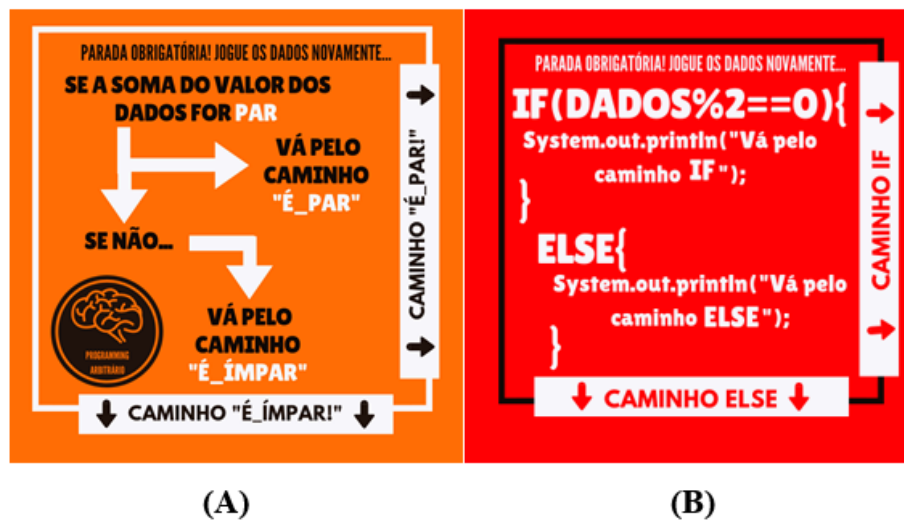 PARADA OBRIGATÓRIA! JOGUE OS DADOS NOVAMENTE...
SE A SOMA DO VALOR DOS
DADOS FOR PAR
VÁ PELO
CAMINHO
"É_PAR"
SE NÃO...
VÁ PELO
CAMINHO
"É_ÍMPAR"
PROGRAMMING
ARBITRÁRIO
CAMINHO "É_PAR!"
CAMINHO "É_ÍMPAR!"
(A)
PARADA OBRIGATÓRIA! JOGUE OS DADOS NOVAMENTE...
IF(DADOS%2==0){
System.out.println("Vá pelo
caminho IF");
}
ELSE{
System.out.println("Vá pelo
caminho ELSE");
}
CAMINHO IF
CAMINHO ELSE
(B)